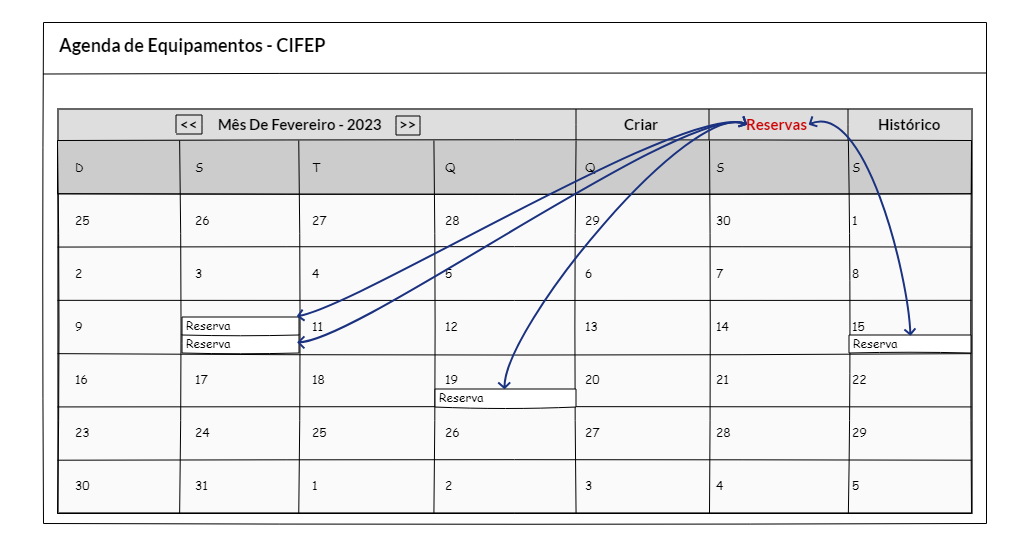 Agenda de Equipamentos - CIFEP
<< Mês De Fevereiro - 2023 >> Criar Reservas Histórico
D S T Q Q S S
25 26 27 28 29 30 1
2 3 4 5 6 7 8
9 Reserva 11 12 13 14 15
Reserva Reserva
16 17 18 19 20 21 22
Reserva
23 24 25 26 27 28 29
30 31 1 2 3 4 5